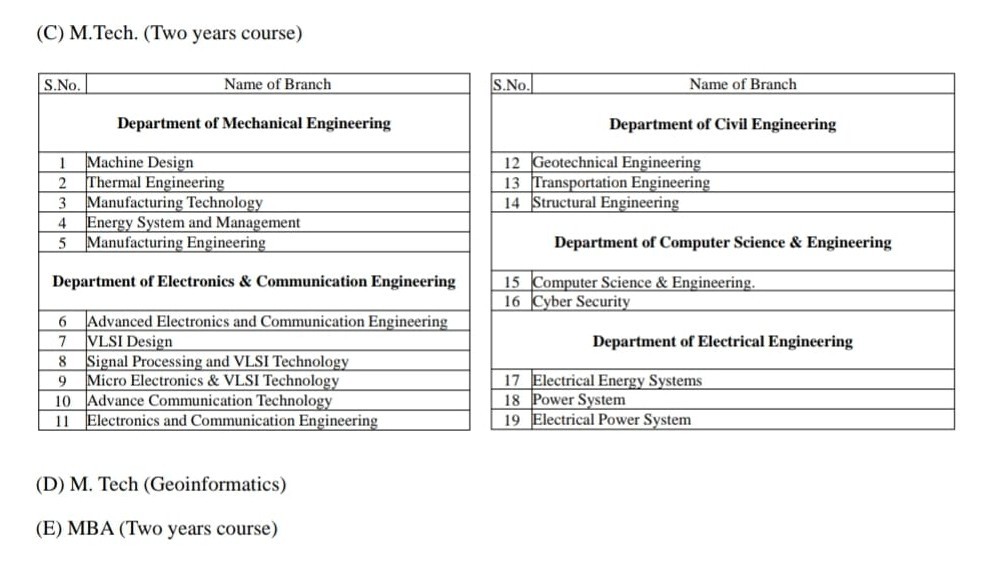 (C) M.Tech. (Two years course)
S.No. Name of Branch
Department of Mechanical Engineering
1 Machine Design
2 Thermal Engineering
3 Manufacturing Technology
4 Energy System and Management
5 Manufacturing Engineering
Department of Electronics & Communication Engineering
6 Advanced Electronics and Communication Engineering
7 VLSI Design
8 Signal Processing and VLSI Technology
9 Micro Electronics & VLSI Technology
10 Advance Communication Technology
11 Electronics and Communication Engineering
S.No. Name of Branch
Department of Civil Engineering
12 Geotechnical Engineering
13 Transportation Engineering
14 Structural Engineering
Department of Computer Science & Engineering
15 Computer Science & Engineering.
16 Cyber Security
Department of Electrical Engineering
17 Electrical Energy Systems
18 Power System
19 Electrical Power System
(D) M. Tech (Geoinformatics)
(E) MBA (Two years course)